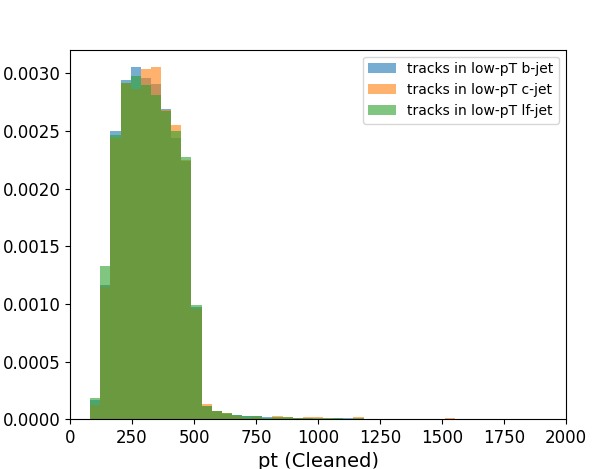 tracks in low-pT b-jet
tracks in low-pT c-jet
tracks in low-pT lf-jet
0.0030
0.0025
0.0020
0.0015
0.0010
0.0005
0.0000
0 250 500 750 1000 1250 1500 1750 2000
pt (Cleaned)